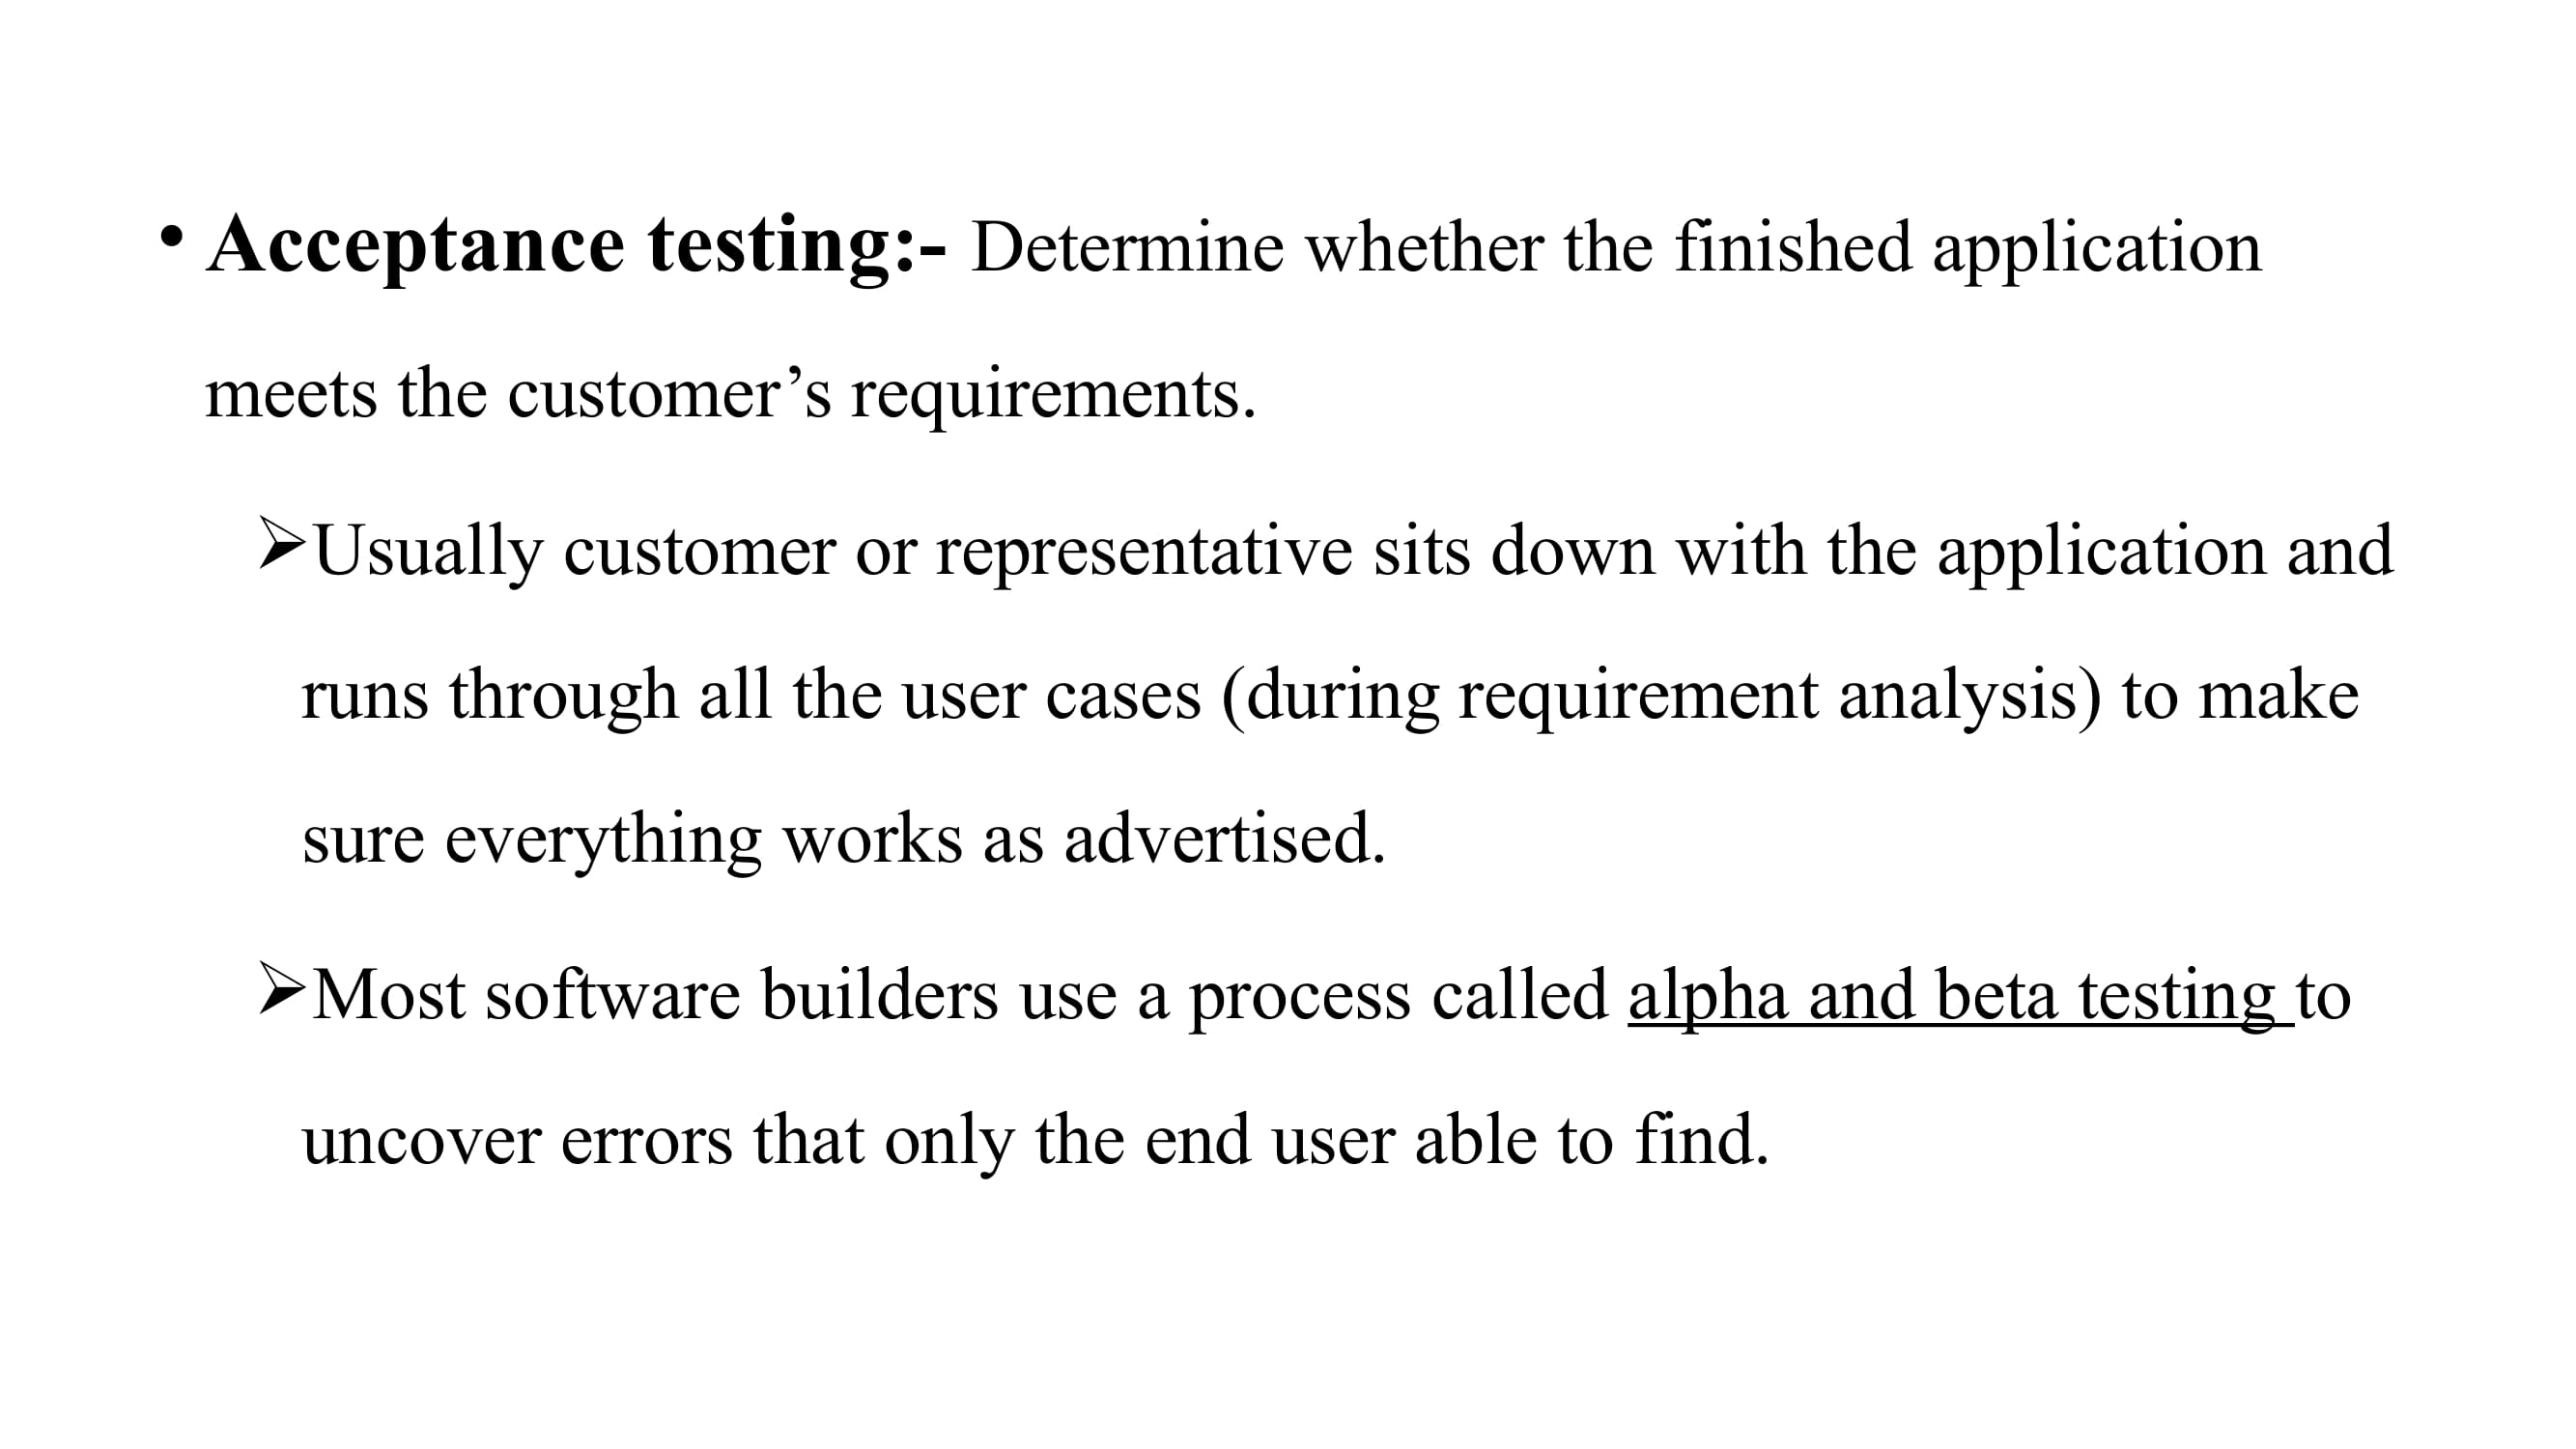 • Acceptance testing:- Determine whether the finished application
meets the customer’s requirements.
➢Usually customer or representative sits down with the application and
runs through all the user cases (during requirement analysis) to make
sure everything works as advertised.
➢Most software builders use a process called alpha and beta testing to
uncover errors that only the end user able to find.